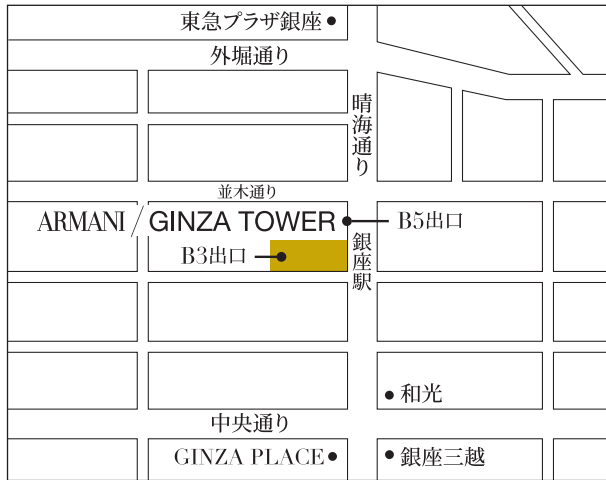 東急プラザ銀座
外堀通り
晴海通り
並木通り
ARMANI / GINZA TOWER
B5出口
B3出口
銀座駅
和光
中央通り
GINZA PLACE
銀座三越